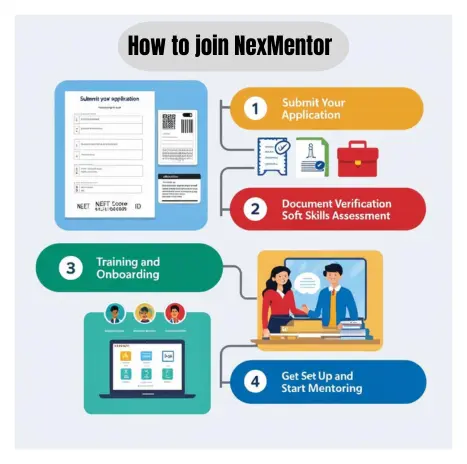 How to join NexMentor
Submit your application
1
Submit Your
Application
NEET
ID
2
Document Verification
Soft Skills Assessment
3
Training and
Onboarding
4
Get Set Up and
Start Mentoring